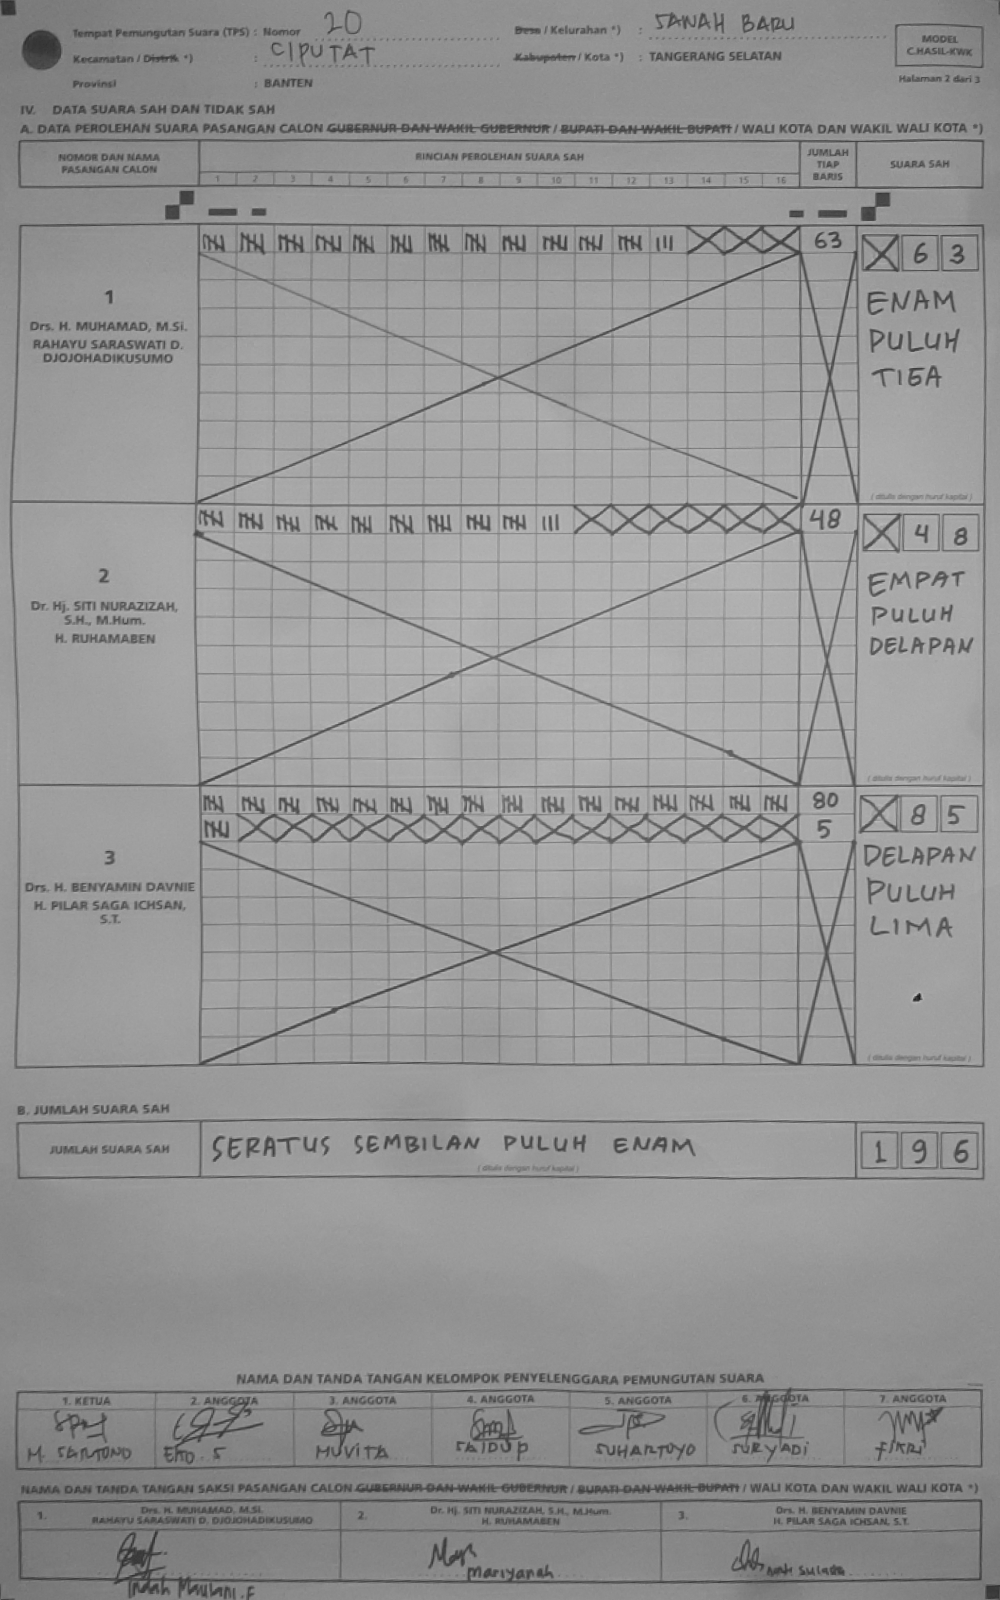 Tempat Pemungutan Suara (TPS) : Nomor 20
Desa / Kelurahan *) : SAWAH BARU
MODEL C.HASIL-KWK
Kecamatan / Distrik *) : CIPUTAT
Kabupaten / Kota *) : TANGERANG SELATAN
Halaman 2 dari 3
Provinsi : BANTEN
IV. DATA SUARA SAH DAN TIDAK SAH
A. DATA PEROLEHAN SUARA PASANGAN CALON GUBERNUR DAN WAKIL GUBERNUR / BUPATI DAN WAKIL BUPATI / WALI KOTA DAN WAKIL WALI KOTA *)
NOMOR DAN NAMA PASANGAN CALON
RINCIAN PEROLEHAN SUARA SAH
JUMLAH TIAP BARIS
SUARA SAH
1 2 3 4 5 6 7 8 9 10 11 12 13 14 15 16
63
X 6 3
1
Drs. H. MUHAMAD, M.Si.
RAHAYU SARASWATI D.
DJOJOHADIKUSUMO
ENAM
PULUH
TIGA
( ditulis dengan huruf kapital )
48
X 4 8
2
Dr. Hj. SITI NURAZIZAH,
S.H., M.Hum.
H. RUHAMABEN
EMPAT
PULUH
DELAPAN
( ditulis dengan huruf kapital )
80
X 8 5
5
3
Drs. H. BENYAMIN DAVNIE
H. PILAR SAGA ICHSAN,
S.T.
DELAPAN
PULUH
LIMA
( ditulis dengan huruf kapital )
B. JUMLAH SUARA SAH
JUMLAH SUARA SAH
SERATUS SEMBILAN PULUH ENAM
( ditulis dengan huruf kapital )
1 9 6
NAMA DAN TANDA TANGAN KELOMPOK PENYELENGGARA PEMUNGUTAN SUARA
1. KETUA 2. ANGGOTA 3. ANGGOTA 4. ANGGOTA 5. ANGGOTA 6. ANGGOTA 7. ANGGOTA
M. SARTONO EKO. S MUVITA SAIDUP SUHARTOYO SURYADI FIKRI
NAMA DAN TANDA TANGAN SAKSI PASANGAN CALON GUBERNUR DAN WAKIL GUBERNUR / BUPATI DAN WAKIL BUPATI / WALI KOTA DAN WAKIL WALI KOTA *)
1. Drs. H. MUHAMAD, M.Si.
RAHAYU SARASWATI D. DJOJOHADIKUSUMO
2. Dr. Hj. SITI NURAZIZAH, S.H., M.Hum.
H. RUHAMABEN
3. Drs. H. BENYAMIN DAVNIE
H. PILAR SAGA ICHSAN, S.T.
Indah Maulani. F
Mariyanah